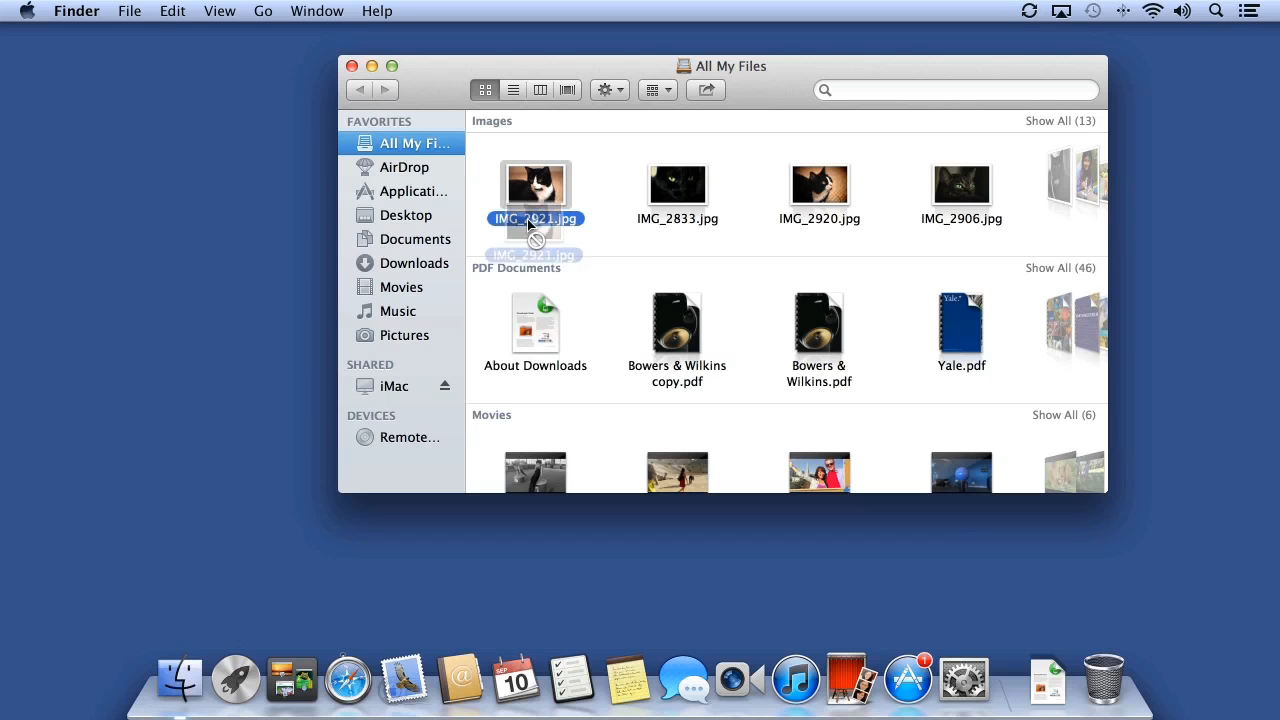 Finder File Edit View Go Window Help
All My Files
FAVORITES
All My Fi...
AirDrop
Applicati...
Desktop
Documents
Downloads
Movies
Music
Pictures
SHARED
iMac
DEVICES
Remote...
Images Show All (13)
IMG_2921.jpg IMG_2833.jpg IMG_2920.jpg IMG_2906.jpg
IMG_2921.jpg
PDF Documents Show All (46)
Yale.
About Downloads Bowers & Wilkins Bowers & Yale.pdf
copy.pdf Wilkins.pdf
Movies Show All (6)
SEP
10
1